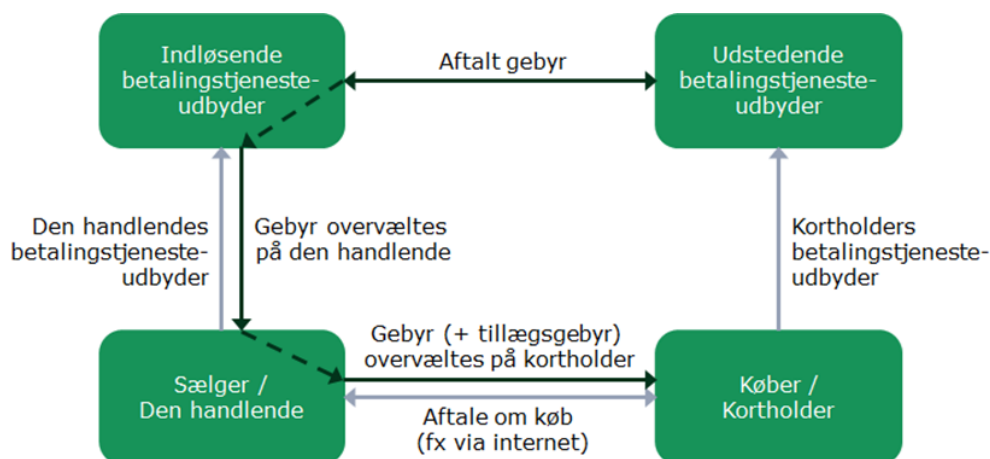 Indløsende
betalingstjeneste-
udbyder
Aftalt gebyr
Udstedende
betalingstjeneste-
udbyder
Den handlendes
betalingstjeneste-
udbyder
Gebyr overvæltes
på den handlende
Kortholders
betalingstjeneste-
udbyder
Sælger /
Den handlende
Gebyr (+ tillægsgebyr)
overvæltes på kortholder
Aftale om køb
(fx via internet)
Køber /
Kortholder